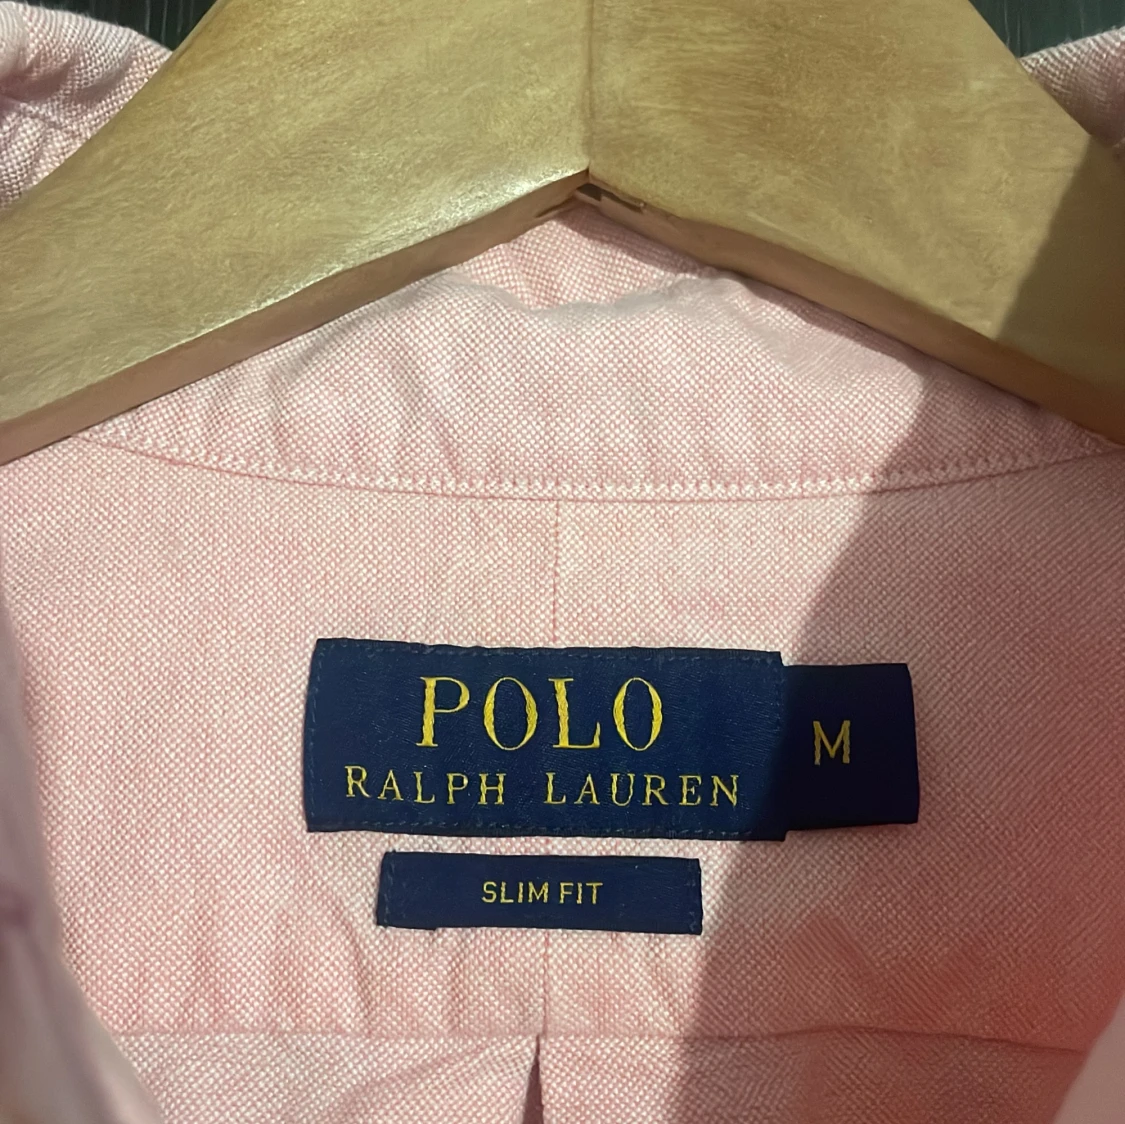 POLO
RALPH LAUREN
M
SLIM FIT